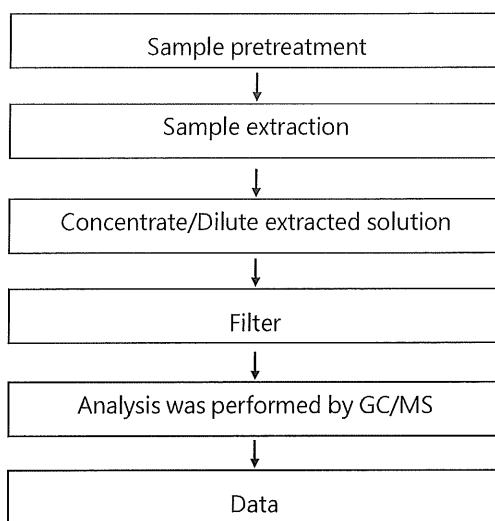 Sample pretreatment
Sample extraction
Concentrate/Dilute extracted solution
Filter
Analysis was performed by GC/MS
Data